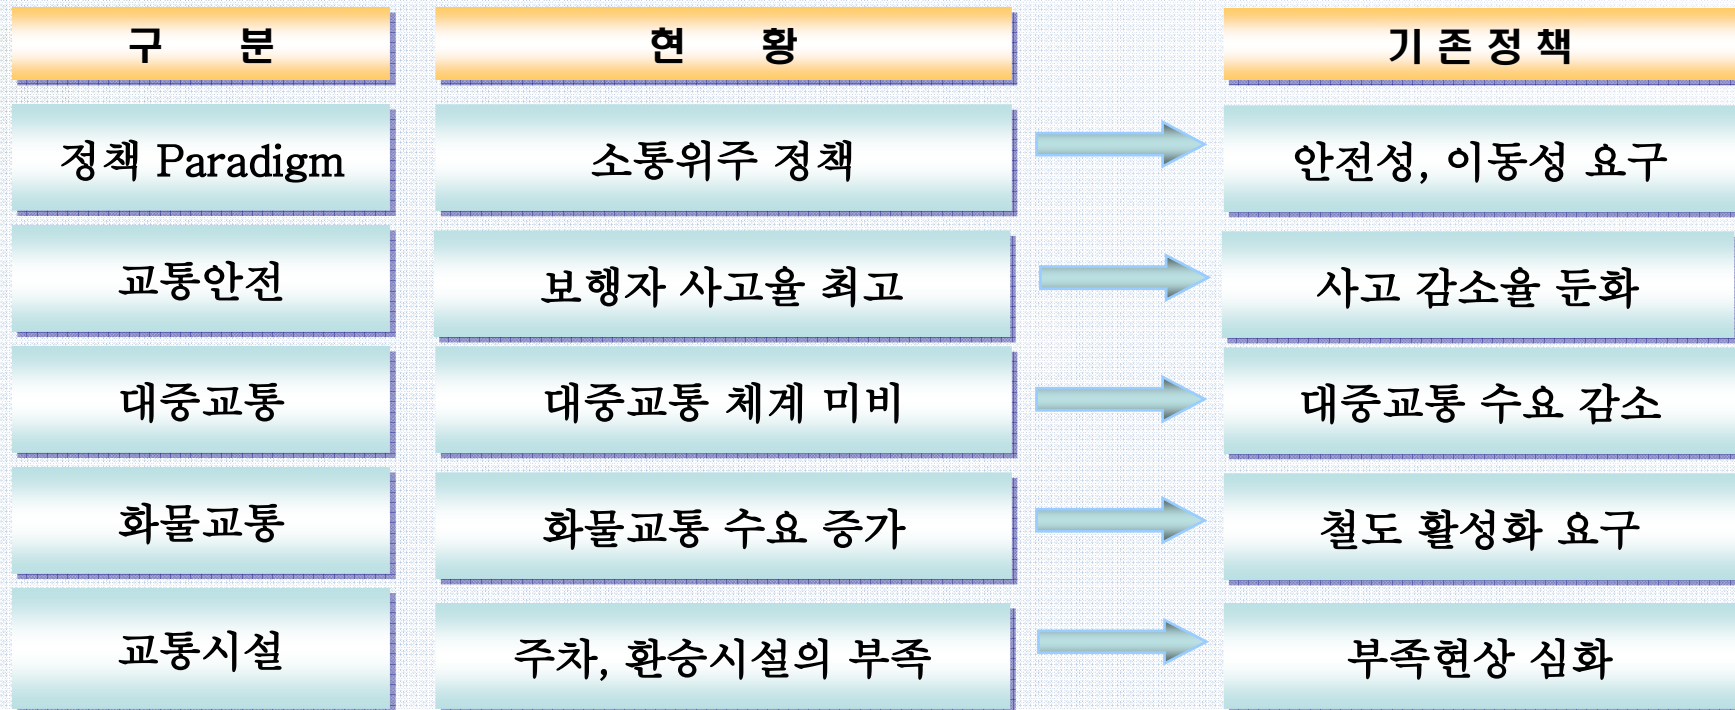 구 분 현 황 기 존 정 책
정책 Paradigm 소통위주 정책 안전성, 이동성 요구
교통안전 보행자 사고율 최고 사고 감소율 둔화
대중교통 대중교통 체계 미비 대중교통 수요 감소
화물교통 화물교통 수요 증가 철도 활성화 요구
교통시설 주차, 환승시설의 부족 부족현상 심화